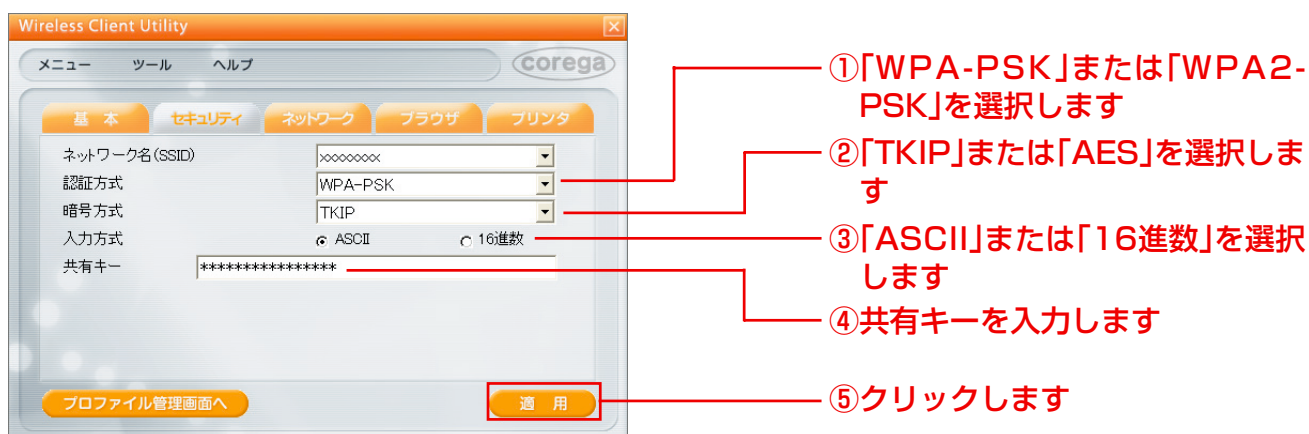 Wireless Client Utility
メニュー ツール ヘルプ
corega
基 本 セキュリティ ネットワーク ブラウザ プリンタ
ネットワーク名(SSID) xxxxxxxx
認証方式 WPA-PSK
暗号方式 TKIP
入力方式 ASCII 16進数
共有キー ****************
プロファイル管理画面へ 適 用
①「WPA-PSK」または「WPA2-
PSK」を選択します
②「TKIP」または「AES」を選択しま
す
③「ASCII」または「16進数」を選択
します
④共有キーを入力します
⑤クリックします